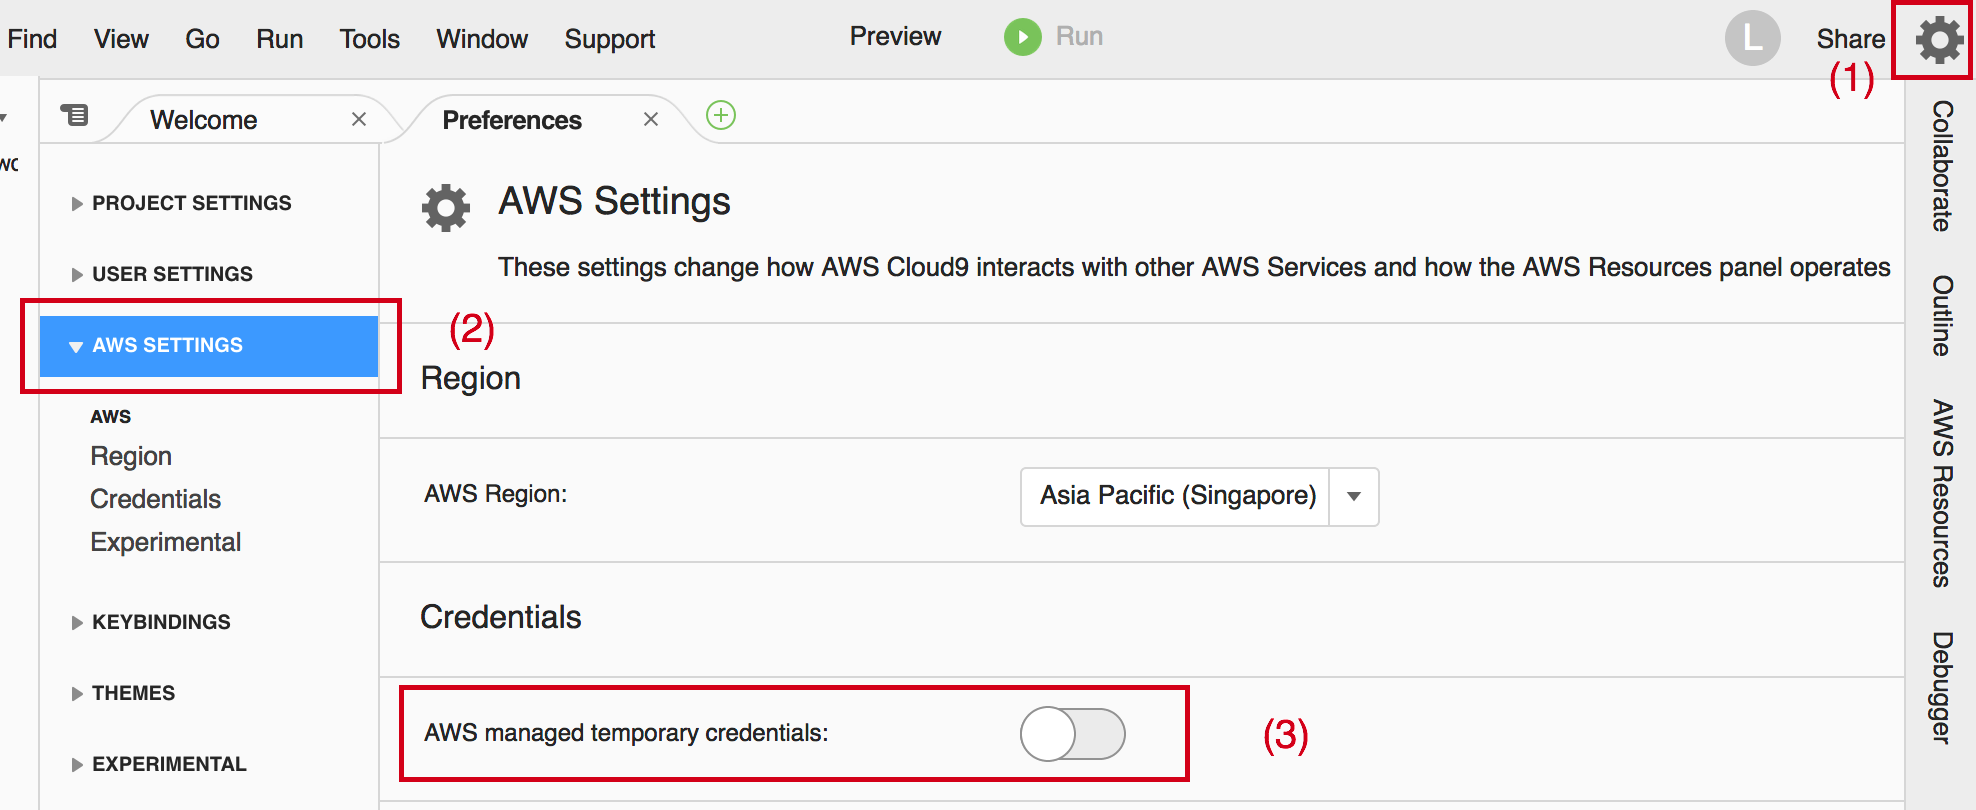 Find View Go Run Tools Window Support Preview Run L Share
(1)
Welcome Preferences
wc
PROJECT SETTINGS
USER SETTINGS
AWS SETTINGS
(2)
AWS
Region
Credentials
Experimental
KEYBINDINGS
THEMES
EXPERIMENTAL
AWS Settings
These settings change how AWS Cloud9 interacts with other AWS Services and how the AWS Resources panel operates
Region
AWS Region: Asia Pacific (Singapore)
Credentials
AWS managed temporary credentials:
(3)
Collaborate
Outline
AWS Resources
Debugger